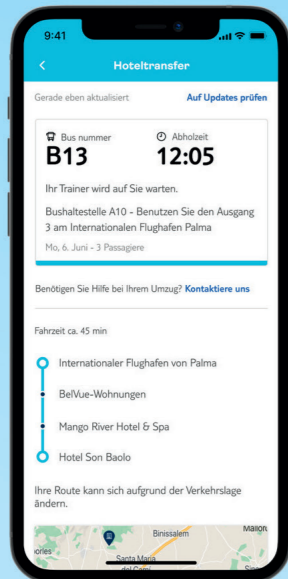 9:41
Hoteltransfer
Gerade eben aktualisiert Auf Updates prüfen
Bus nummer Abholzeit
B13 12:05
Ihr Trainer wird auf Sie warten.
Bushaltestelle A10 - Benutzen Sie den Ausgang
3 am Internationalen Flughafen Palma
Mo, 6. Juni - 3 Passagiere
Benötigen Sie Hilfe bei Ihrem Umzug? Kontaktiere uns
Fahrzeit ca. 45 min
Internationaler Flughafen von Palma
BelVue-Wohnungen
Mango River Hotel & Spa
Hotel Son Baolo
Ihre Route kann sich aufgrund der Verkehrslage
ändern.
Binissalem
Santa Maria